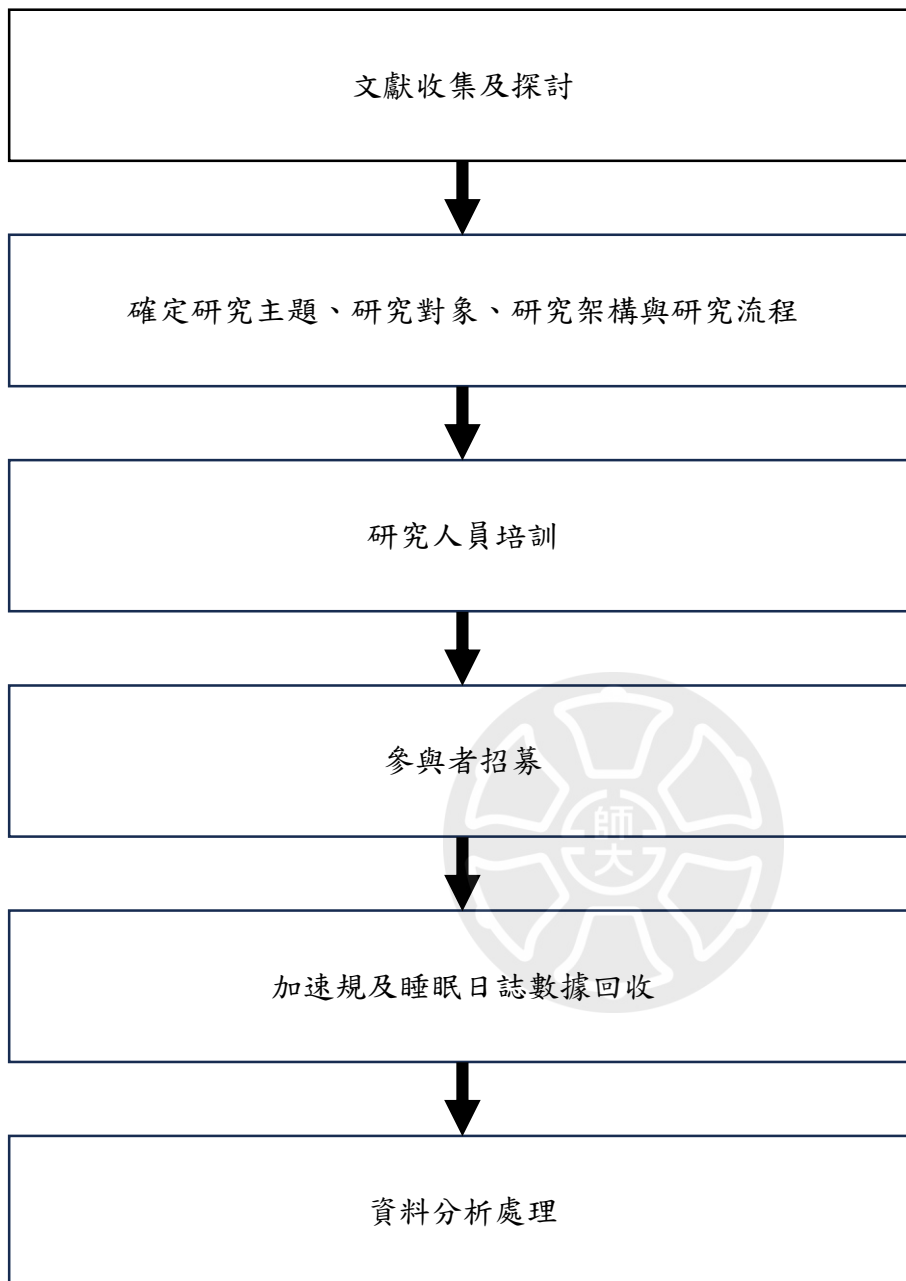 文獻收集及探討
確定研究主題、研究對象、研究架構與研究流程
研究人員培訓
參與者招募
師
大
加速規及睡眠日誌數據回收
資料分析處理